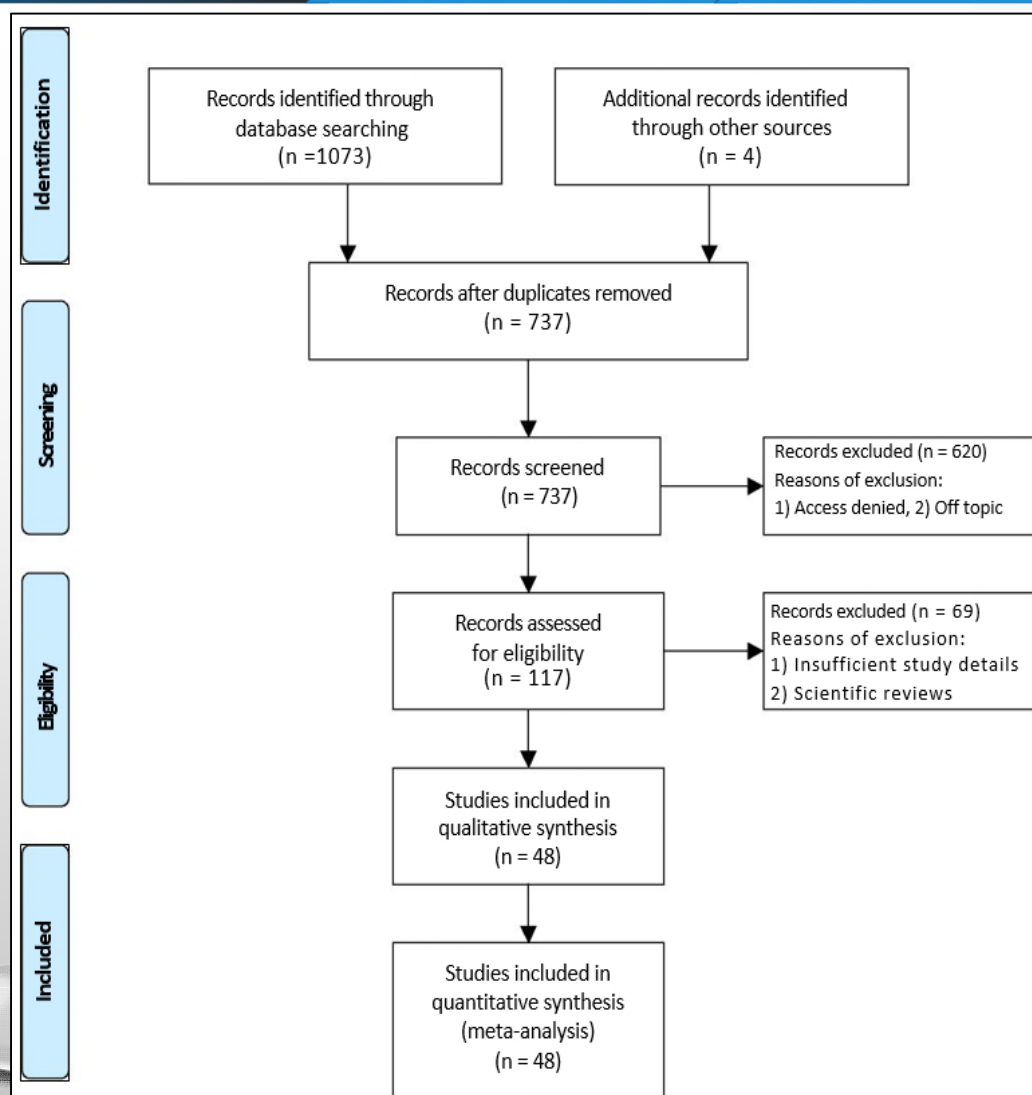 Identification
Records identified through
database searching
(n =1073)
Additional records identified
through other sources
(n = 4)
Records after duplicates removed
(n = 737)
Screening
Records screened
(n = 737)
Records excluded (n = 620)
Reasons of exclusion:
1) Access denied, 2) Off topic
Eligibility
Records assessed
for eligibility
(n = 117)
Records excluded (n = 69)
Reasons of exclusion:
1) Insufficient study details
2) Scientific reviews
Studies included in
qualitative synthesis
(n = 48)
Included
Studies included in
quantitative synthesis
(meta-analysis)
(n = 48)